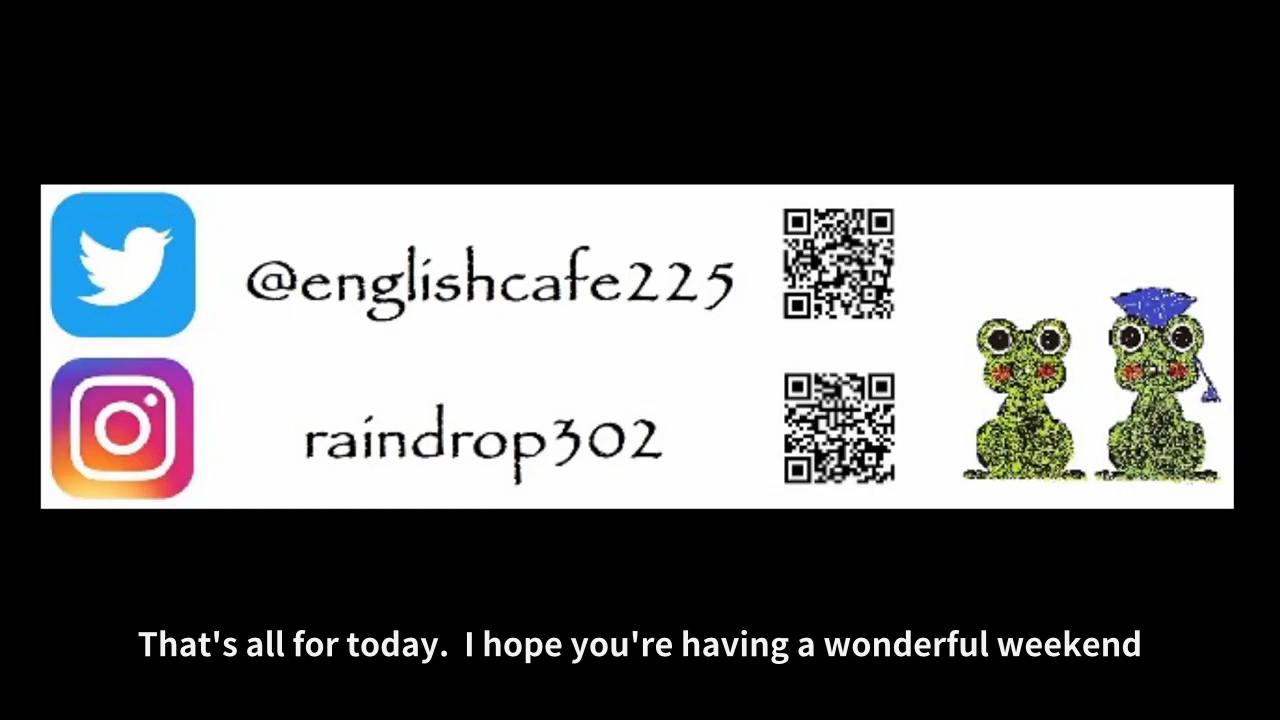 @englishcafe225
raindrop302
That's all for today. I hope you're having a wonderful weekend